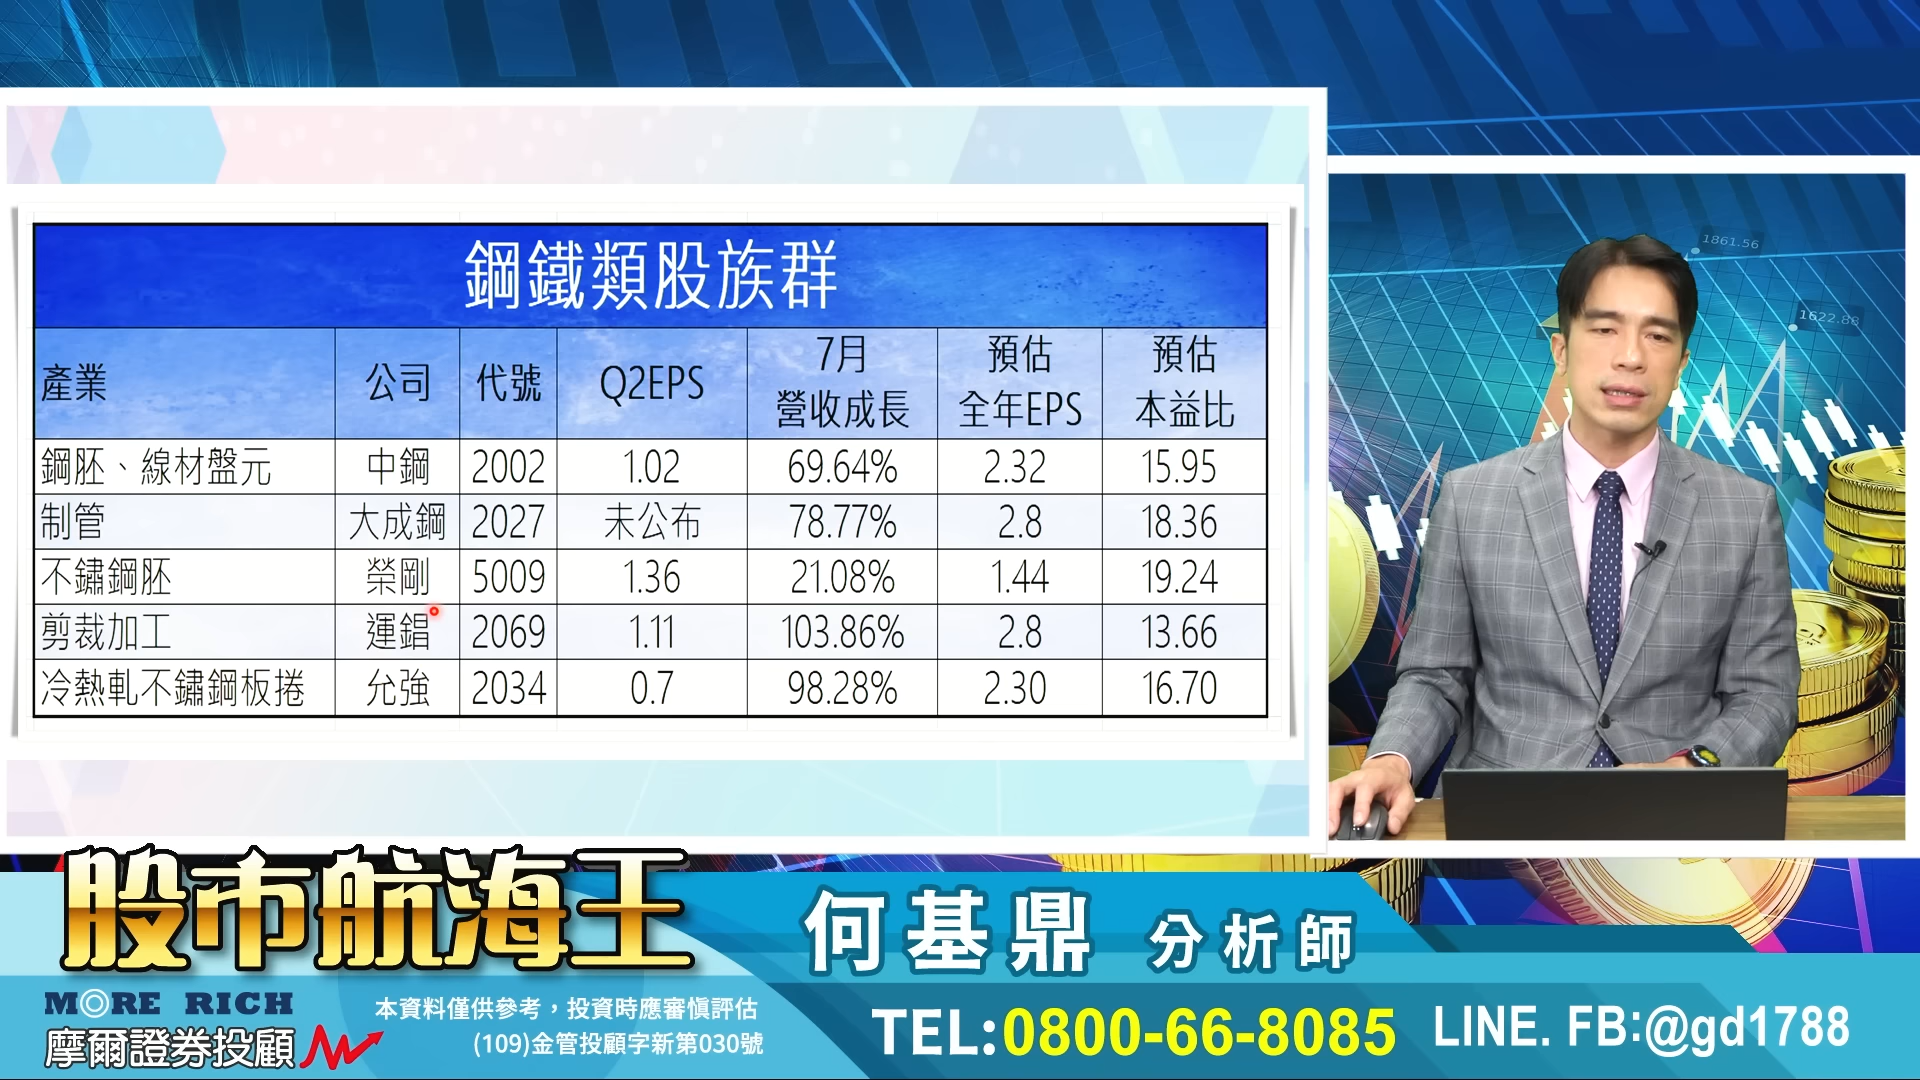 鋼鐵類股族群
產業 公司 代號 Q2EPS 7月營收成長 預估全年EPS 預估本益比
鋼胚、線材盤元 中鋼 2002 1.02 69.64% 2.32 15.95
制管 大成鋼 2027 未公布 78.77% 2.8 18.36
不鏽鋼胚 榮剛 5009 1.36 21.08% 1.44 19.24
剪裁加工 運錩 2069 1.11 103.86% 2.8 13.66
冷熱軋不鏽鋼板捲 允強 2034 0.7 98.28% 2.30 16.70
1861.56
1622.88
股市航海王
何基鼎 分析師
MORE RICH
摩爾證券投顧
本資料僅供參考，投資時應審慎評估
(109)金管投顧字新第030號
TEL:0800-66-8085
LINE. FB:@gd1788